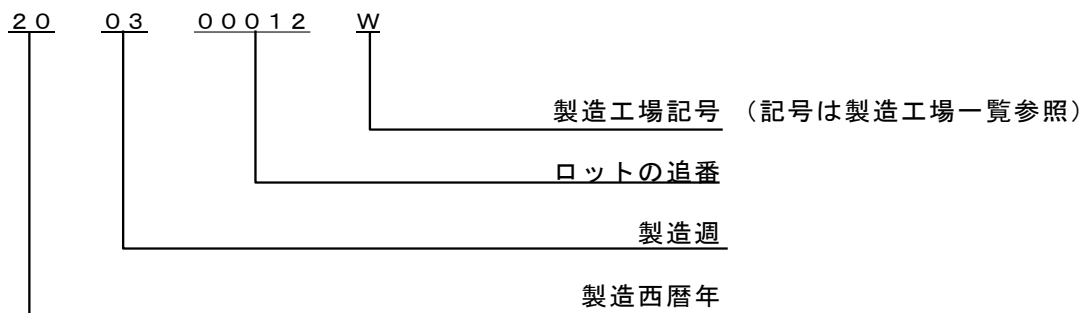 ２０　０３　０００１２　Ｗ
製造工場記号　（記号は製造工場一覧参照）
ロットの追番
製造週
製造西暦年